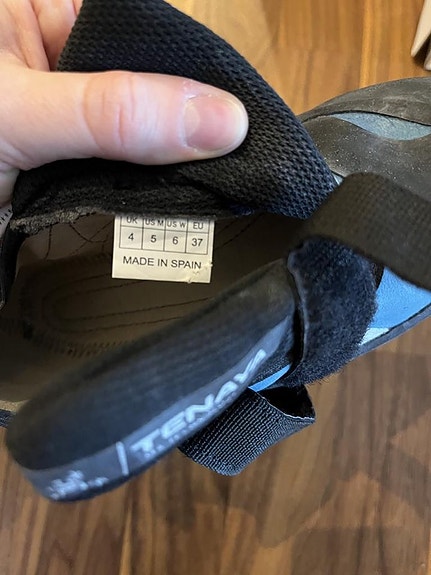 UK US M US W EU
4 5 6 37
MADE IN SPAIN
TENAYA